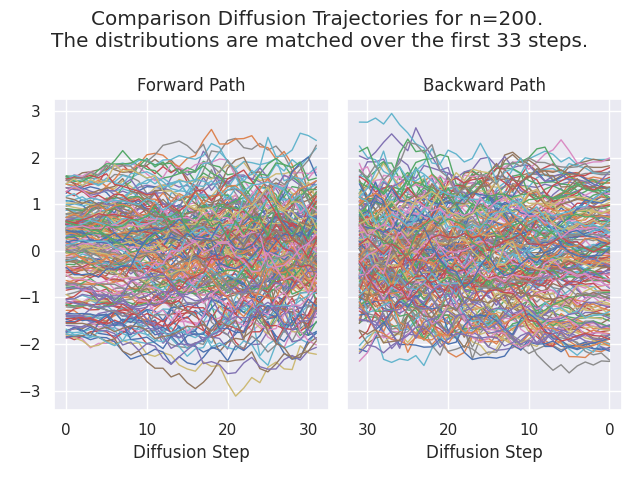 Comparison Diffusion Trajectories for n=200.
The distributions are matched over the first 33 steps.
Forward Path
Backward Path
3
2
1
0
−1
−2
−3
0 10 20 30
30 20 10 0
Diffusion Step
Diffusion Step